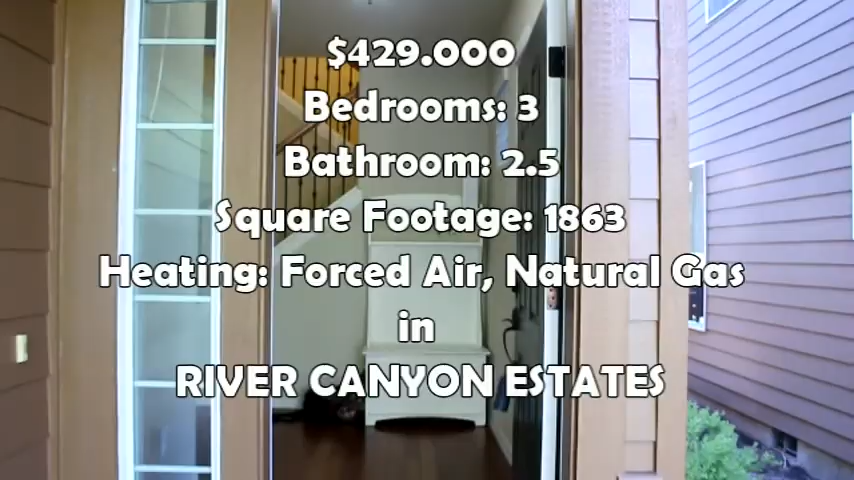 $429.000
Bedrooms: 3
Bathroom: 2.5
Square Footage: 1863
Heating: Forced Air, Natural Gas
in
RIVER CANYON ESTATES